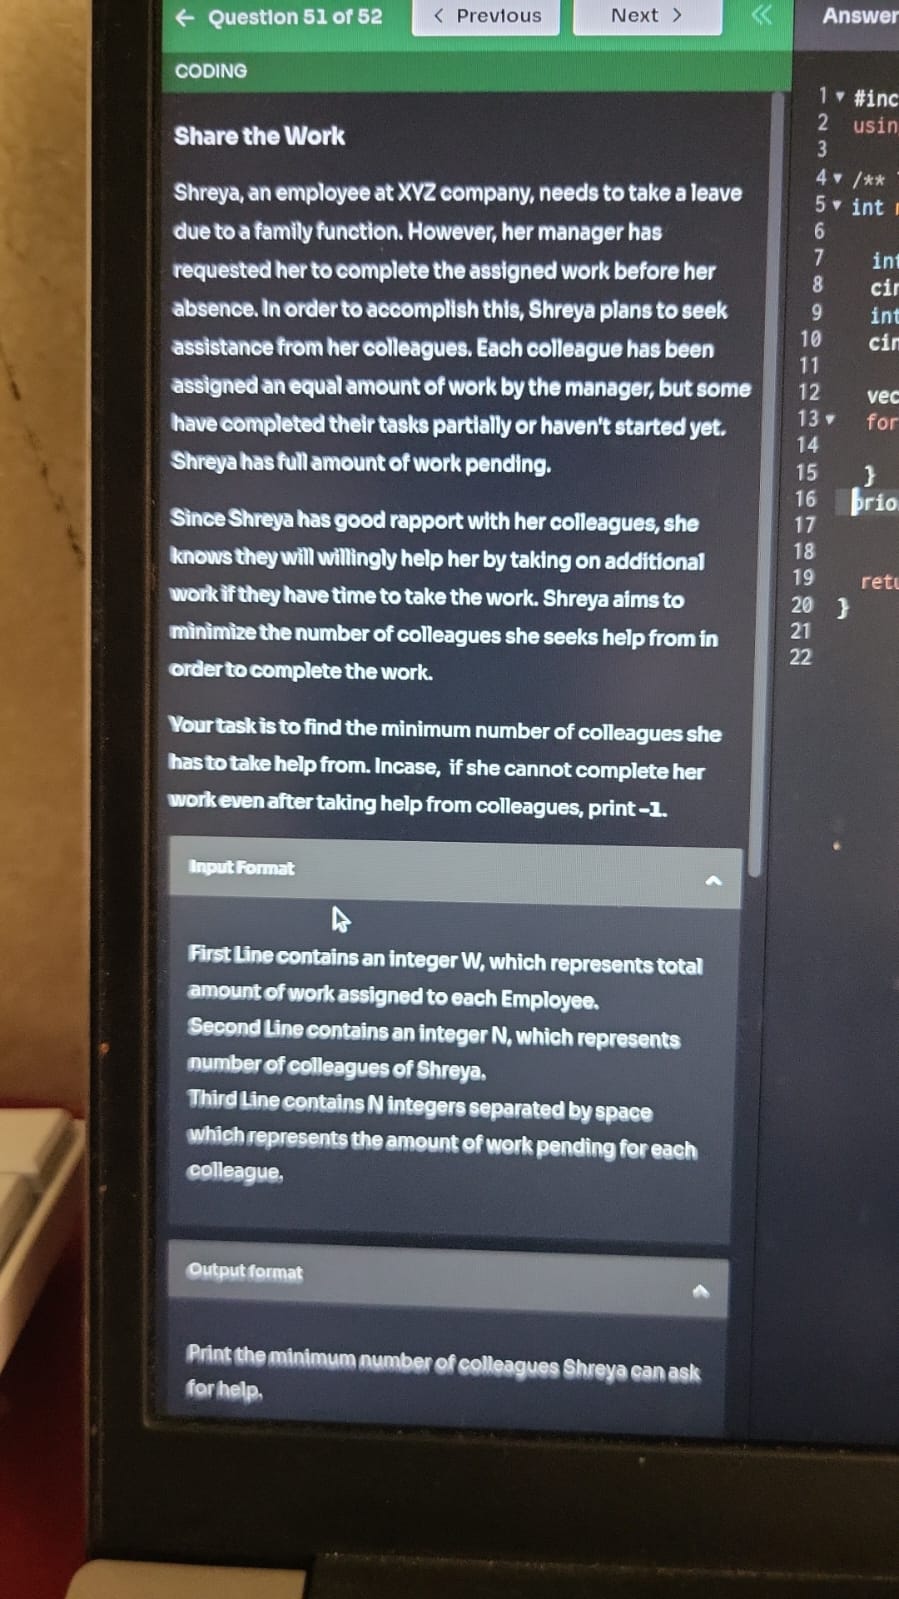 ← Question 51 of 52
< Previous
Next >
Answer
CODING
Share the Work
Shreya, an employee at XYZ company, needs to take a leave
due to a family function. However, her manager has
requested her to complete the assigned work before her
absence. In order to accomplish this, Shreya plans to seek
assistance from her colleagues. Each colleague has been
assigned an equal amount of work by the manager, but some
have completed their tasks partially or haven't started yet.
Shreya has full amount of work pending.
Since Shreya has good rapport with her colleagues, she
knows they will willingly help her by taking on additional
work if they have time to take the work. Shreya aims to
minimize the number of colleagues she seeks help from in
order to complete the work.
Your task is to find the minimum number of colleagues she
has to take help from. Incase, if she cannot complete her
work even after taking help from colleagues, print -1.
Input Format
First Line contains an integer W, which represents total
amount of work assigned to each Employee.
Second Line contains an integer N, which represents
number of colleagues of Shreya.
Third Line contains N integers separated by space
which represents the amount of work pending for each
colleague.
Output format
Print the minimum number of colleagues Shreya can ask
for help.
1 #inc
2 usin
3
4 /**
5 int
6
7 int
8 cin
9 int
10 cin
11
12 vec
13 for
14
15 }
16 prio
17
18
19 retu
20 }
21
22